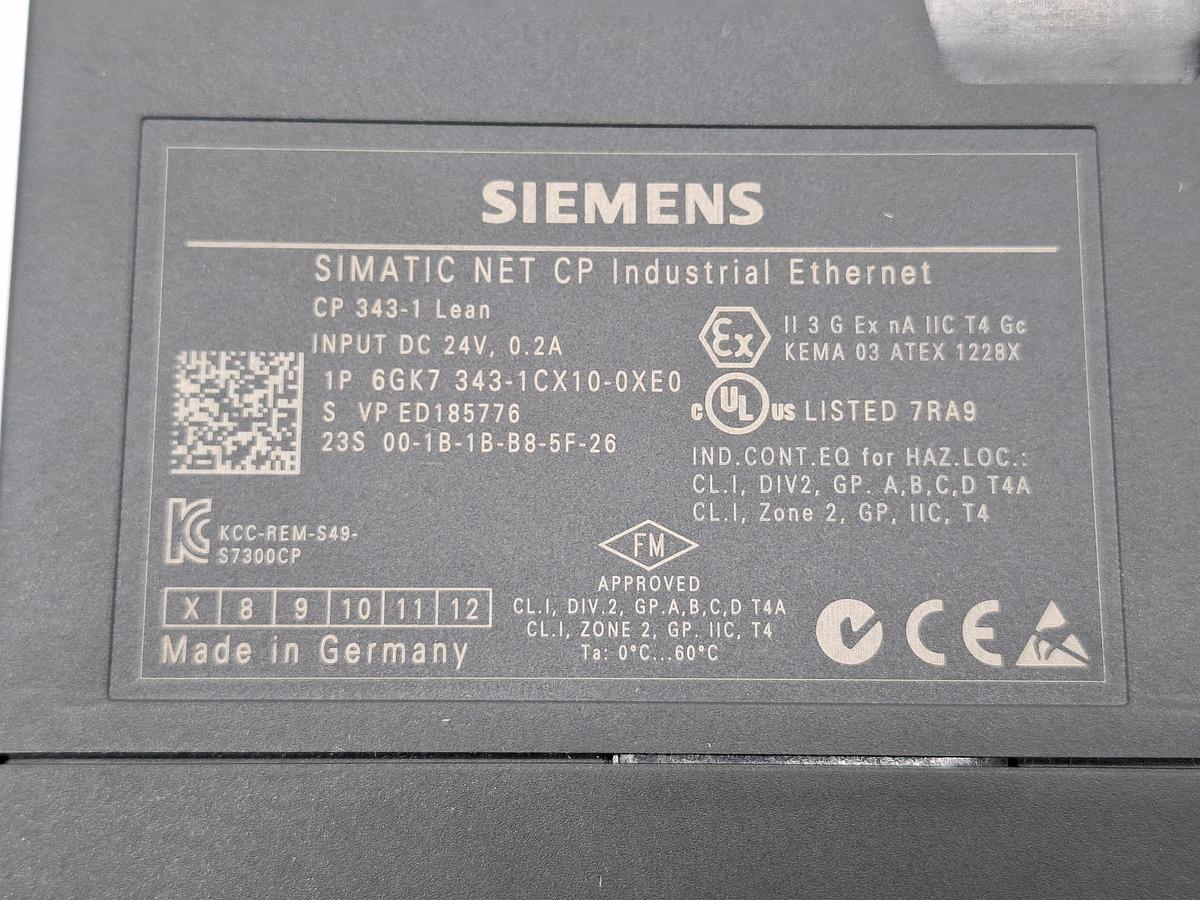 SIEMENS
SIMATIC NET CP Industrial Ethernet
CP 343-1 Lean
INPUT DC 24V, 0.2A
1P 6GK7 343-1CX10-0XE0
S VP ED185776
23S 00-1B-1B-B8-5F-26
Ex II 3 G Ex nA IIC T4 Gc
KEMA 03 ATEX 1228X
c UL us LISTED 7RA9
IND.CONT.EQ for HAZ.LOC.:
CL.I, DIV2, GP. A,B,C,D T4A
CL.I, Zone 2, GP, IIC, T4
KC KCC-REM-S49-
S7300CP
FM
APPROVED
CL.I, DIV.2, GP.A,B,C,D T4A
CL.I, ZONE 2, GP. IIC, T4
Ta: 0°C...60°C
X 8 9 10 11 12
Made in Germany
CE